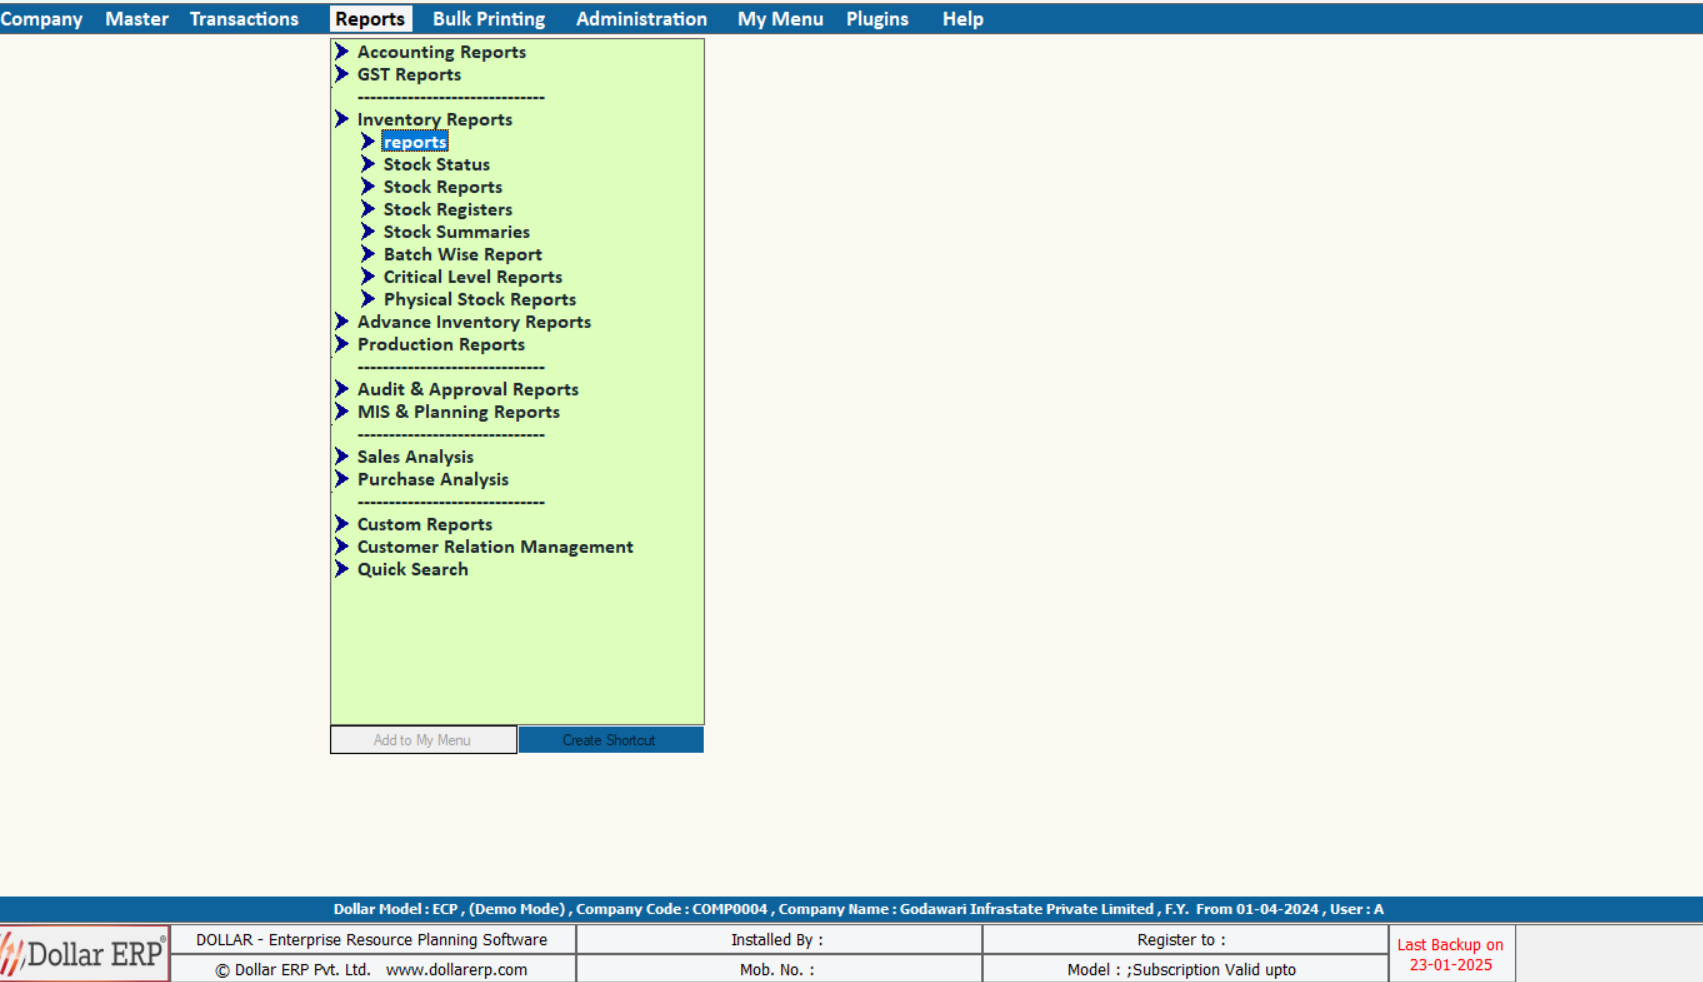 Company Master Transactions Reports Bulk Printing Administration My Menu Plugins Help
Accounting Reports
GST Reports
------------------------------
Inventory Reports
reports
Stock Status
Stock Reports
Stock Registers
Stock Summaries
Batch Wise Report
Critical Level Reports
Physical Stock Reports
Advance Inventory Reports
Production Reports
------------------------------
Audit & Approval Reports
MIS & Planning Reports
------------------------------
Sales Analysis
Purchase Analysis
------------------------------
Custom Reports
Customer Relation Management
Quick Search
Add to My Menu Create Shortcut
Dollar Model : ECP , (Demo Mode) , Company Code : COMP0004 , Company Name : Godawari Infrastate Private Limited , F.Y. From 01-04-2024 , User : A
Dollar ERP®
DOLLAR - Enterprise Resource Planning Software Installed By : Register to :
© Dollar ERP Pvt. Ltd. www.dollarerp.com Mob. No. : Model : ;Subscription Valid upto
Last Backup on
23-01-2025